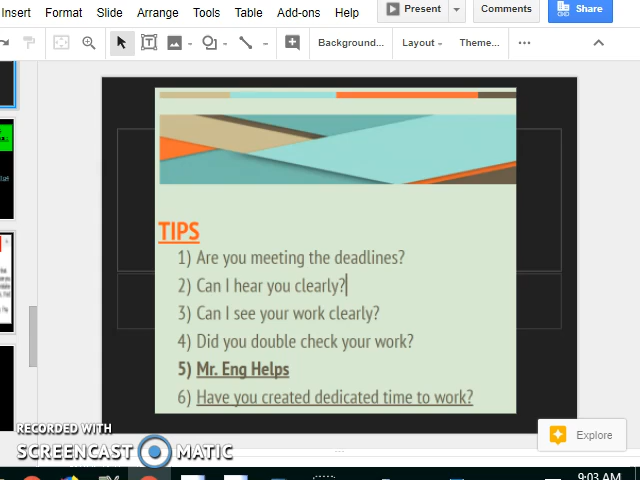 Insert Format Slide Arrange Tools Table Add-ons Help
Present Comments Share
Background... Layout Theme...
TIPS
1) Are you meeting the deadlines?
2) Can I hear you clearly?
3) Can I see your work clearly?
4) Did you double check your work?
5) Mr. Eng Helps
6) Have you created dedicated time to work?
RECORDED WITH
SCREENCAST MATIC
Explore
9:03 AM